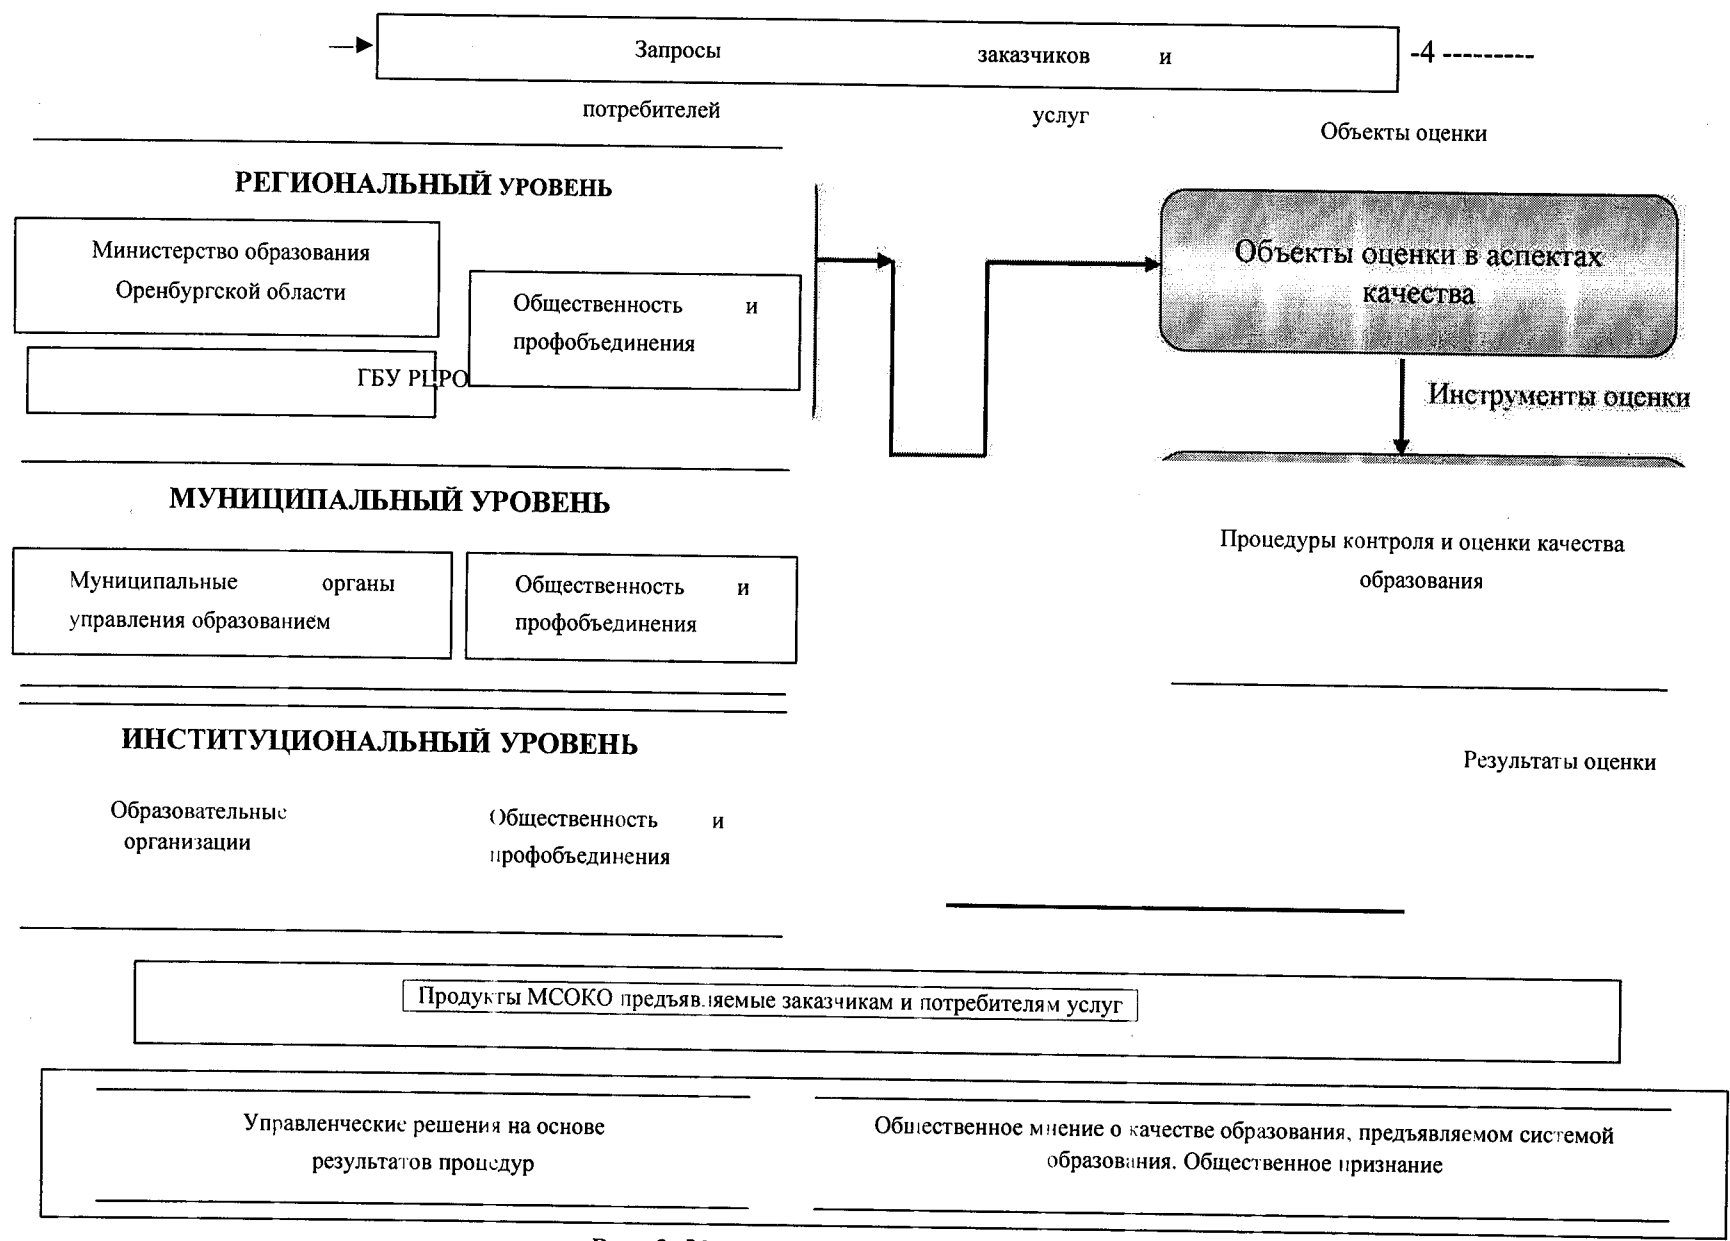 Запросы заказчиков и
-4 ---------
потребителей услуг
Объекты оценки
РЕГИОНАЛЬНЫЙ УРОВЕНЬ
Министерство образования
Оренбургской области
Общественность и
профобъединения
ГБУ РЦРО
Объекты оценки в аспектах
качества
Инструменты оценки
МУНИЦИПАЛЬНЫЙ УРОВЕНЬ
Муниципальные органы
управления образованием
Общественность и
профобъединения
Процедуры контроля и оценки качества
образования
ИНСТИТУЦИОНАЛЬНЫЙ УРОВЕНЬ
Образовательные
организации
Общественность и
профобъединения
Результаты оценки
Продукты МСОКО предъявляемые заказчикам и потребителям услуг
Управленческие решения на основе
результатов процедур
Общественное мнение о качестве образования, предъявляемом системой
образования. Общественное признание